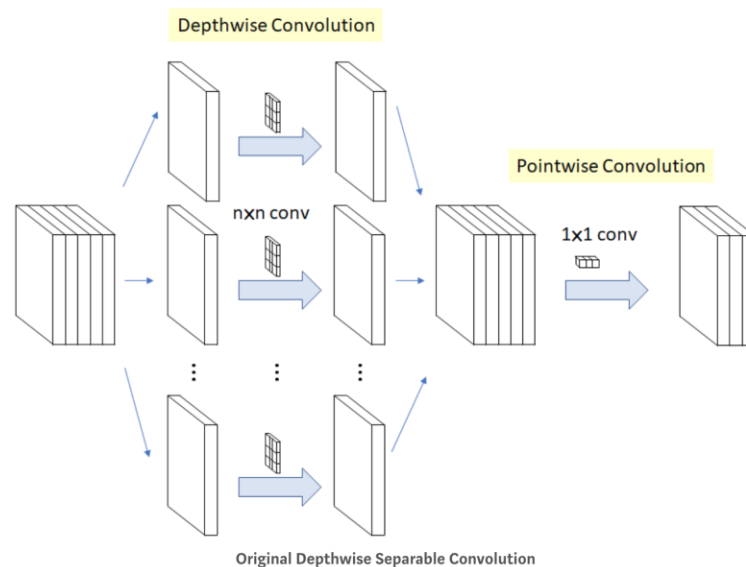 Depthwise Convolution
Pointwise Convolution
nxn conv
1x1 conv
Original Depthwise Separable Convolution